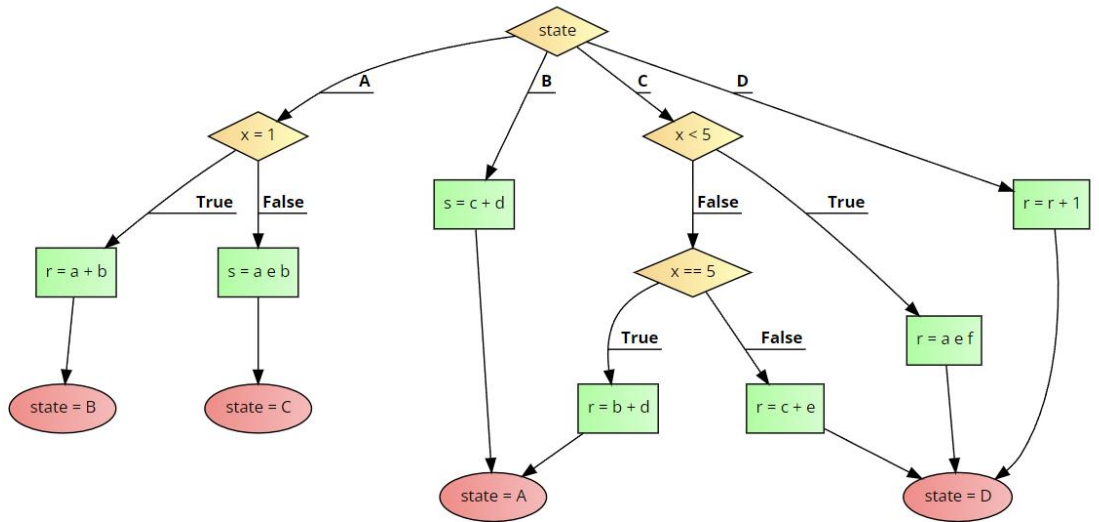 state
A
B
C
D
x = 1
x < 5
True
False
s = c + d
False
True
r = r + 1
r = a + b
s = a e b
x == 5
True
False
r = a e f
state = B
state = C
r = b + d
r = c + e
state = A
state = D